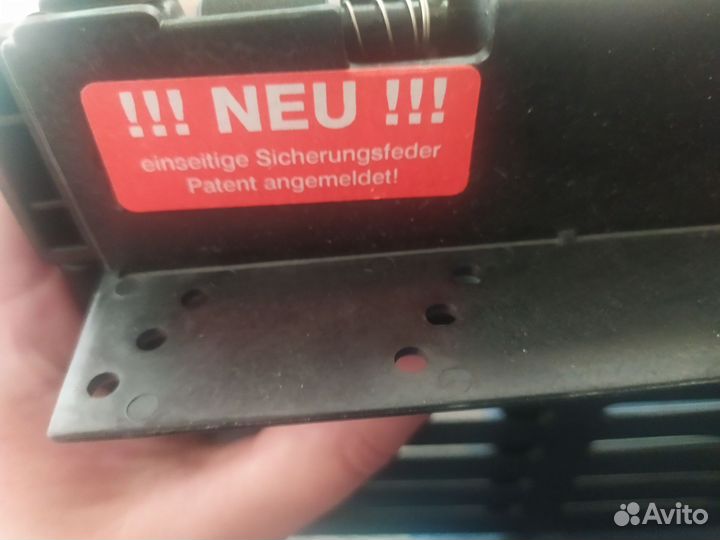 !!! NEU !!!
einseitige Sicherungsfeder
Patent angemeldet!
Avito